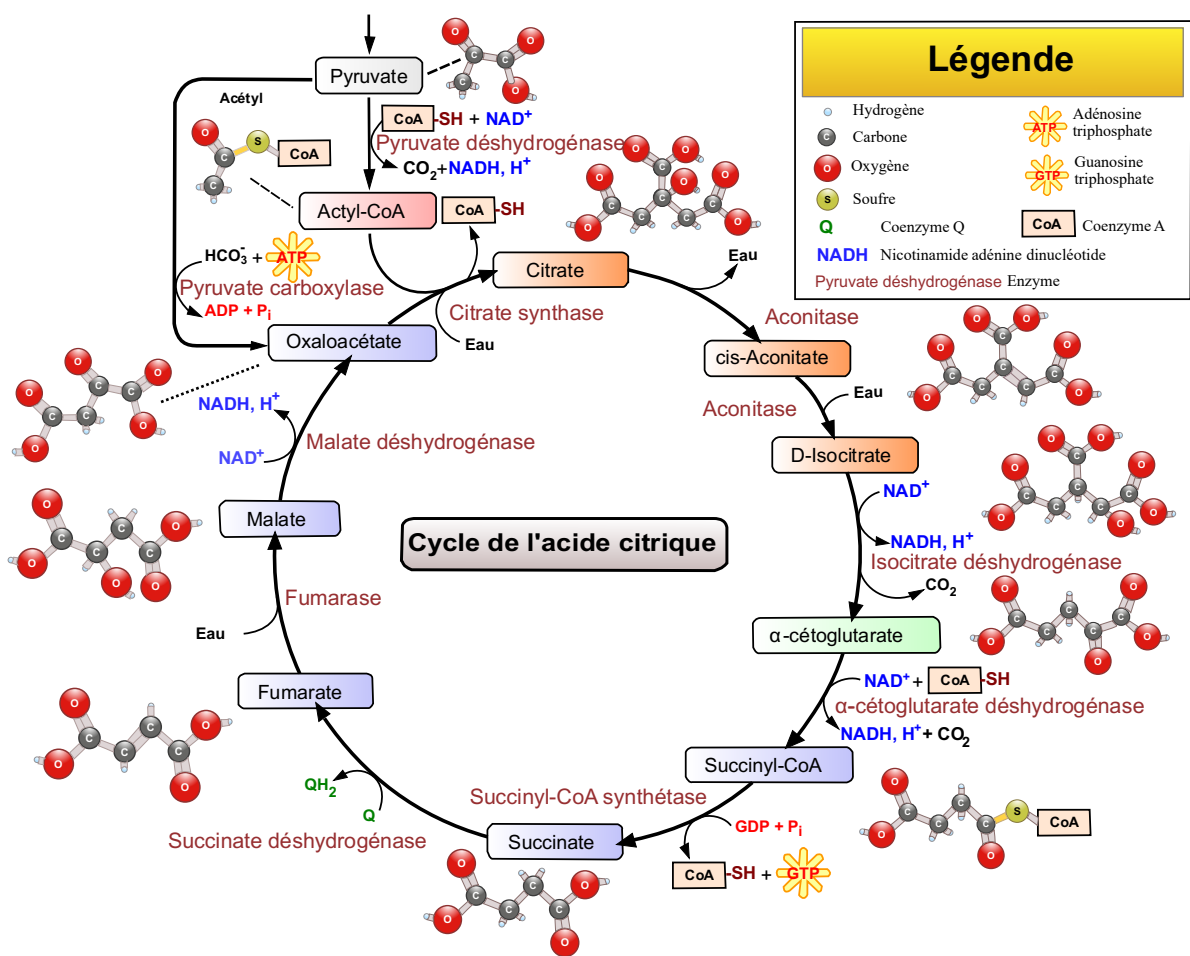 Légende
Hydrogène
Carbone
Oxygène
Soufre
Q Coenzyme Q
NADH Nicotinamide adénine dinucléotide
Pyruvate déshydrogénase Enzyme
ATP Adénosine
triphosphate
GTP Guanosine
triphosphate
CoA Coenzyme A
Pyruvate
Acétyl
CoA-SH + NAD+
Pyruvate déshydrogénase
CO2+NADH, H+
S CoA
Actyl-CoA
CoA-SH
HCO3- + ATP
Pyruvate carboxylase
ADP + Pi
Oxaloacétate
Citrate synthase
Eau
Citrate
Eau
Aconitase
cis-Aconitate
Aconitase
Eau
D-Isocitrate
NAD+
NADH, H+
Isocitrate déshydrogénase
CO2
α-cétoglutarate
NAD+ + CoA-SH
α-cétoglutarate déshydrogénase
NADH, H+ + CO2
Succinyl-CoA
S CoA
Succinyl-CoA synthétase
GDP + Pi
CoA-SH + GTP
Succinate
QH2
Q
Succinate déshydrogénase
Fumarate
Eau
Fumarase
Malate
NAD+
Malate déshydrogénase
NADH, H+
Cycle de l'acide citrique